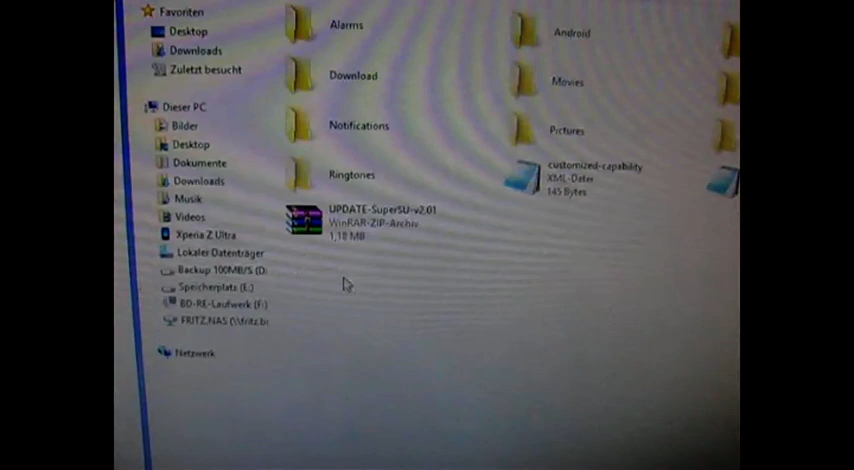 Favoriten
Desktop
Downloads
Zuletzt besucht
Dieser PC
Bilder
Desktop
Dokumente
Downloads
Musik
Videos
Xperia Z Ultra
Lokaler Datenträger
Backup 100MB/S (D:
Speicherplatz (E:)
BD-RE-Laufwerk (F:)
FRITZ.NAS (\\fritz.b
Netzwerk
Alarms
Android
Download
Movies
Notifications
Pictures
Ringtones
customized-capability
XML-Datei
145 Bytes
UPDATE-SuperSU-v2.01
WinRAR-ZIP-Archiv
1,18 MB